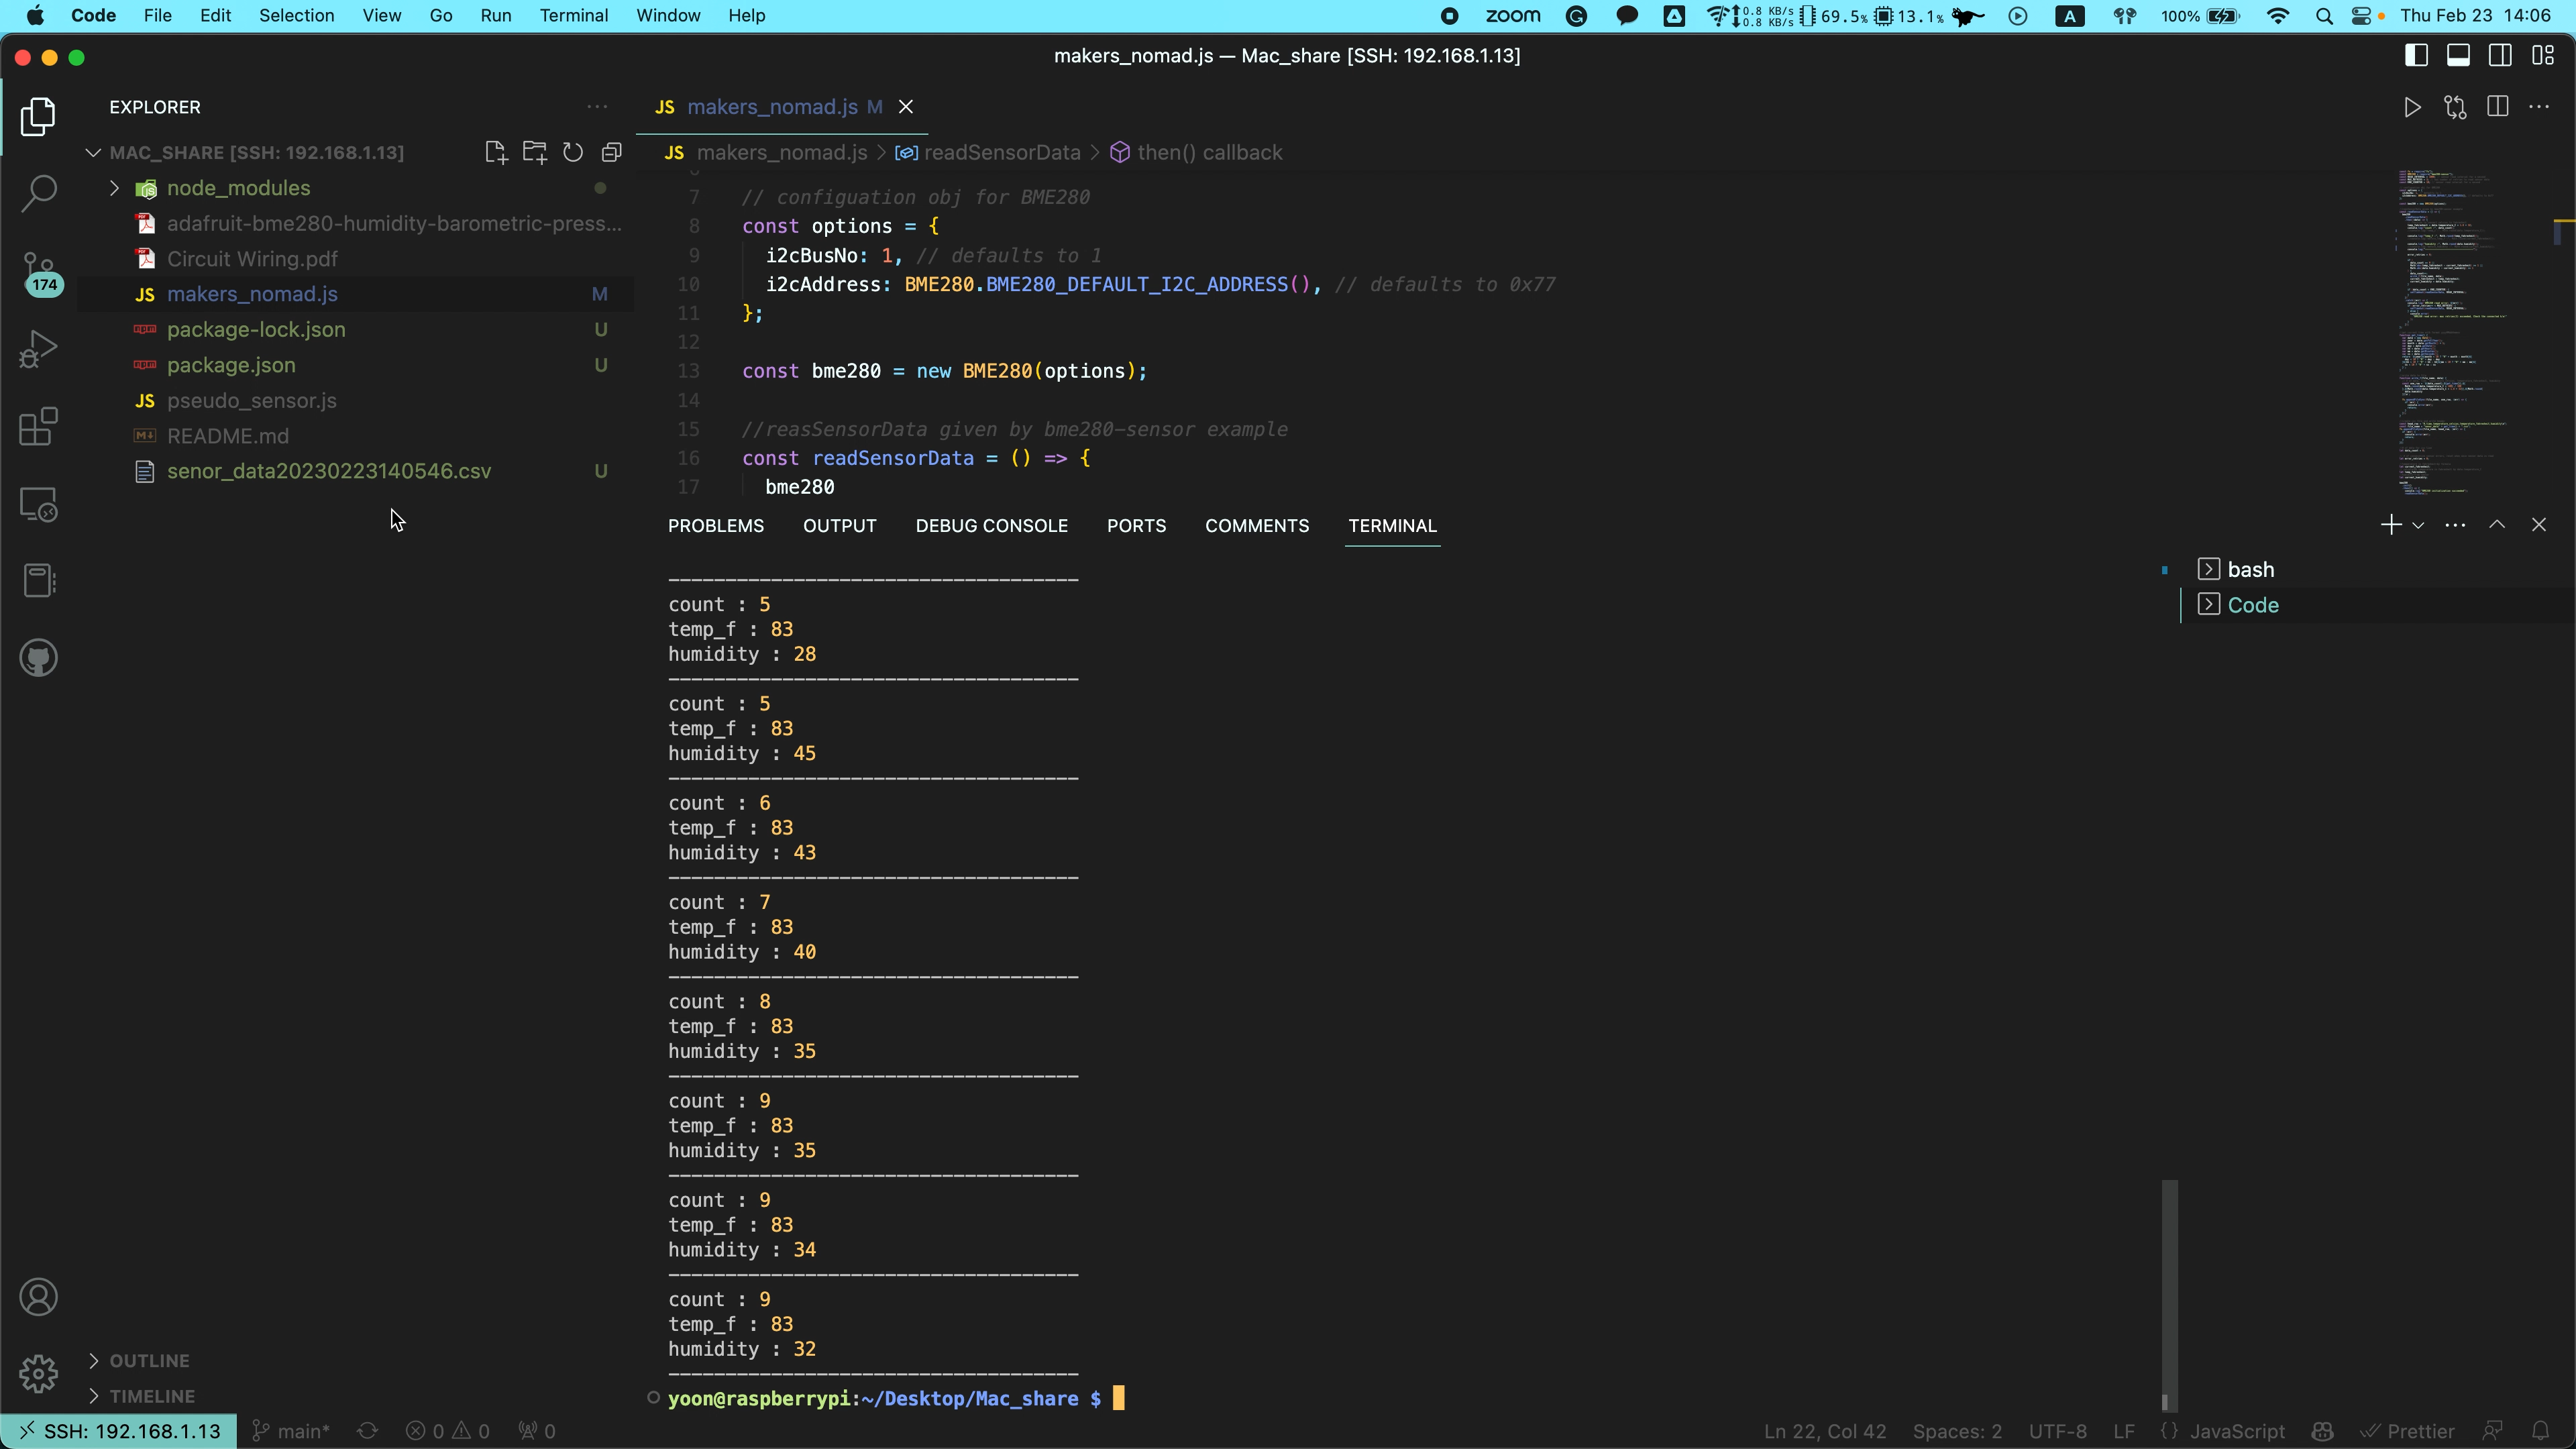 Code File Edit Selection View Go Run Terminal Window Help
zoom 0.8 KB/s 0.8 KB/s 69.5% 13.1% A 100% Thu Feb 23 14:06
makers_nomad.js — Mac_share [SSH: 192.168.1.13]
EXPLORER
JS makers_nomad.js M
MAC_SHARE [SSH: 192.168.1.13]
JS makers_nomad.js > readSensorData > then() callback
node_modules
adafruit-bme280-humidity-barometric-press...
Circuit Wiring.pdf
174
JS makers_nomad.js M
package-lock.json U
package.json U
JS pseudo_sensor.js
README.md
senor_data20230223140546.csv U
7 // configuation obj for BME280
8 const options = {
9 i2cBusNo: 1, // defaults to 1
10 i2cAddress: BME280.BME280_DEFAULT_I2C_ADDRESS(), // defaults to 0x77
11 };
12
13 const bme280 = new BME280(options);
14
15 //reasSensorData given by bme280-sensor example
16 const readSensorData = () => {
17 bme280
PROBLEMS OUTPUT DEBUG CONSOLE PORTS COMMENTS TERMINAL
bash
Code
------------------------------------
count : 5
temp_f : 83
humidity : 28
------------------------------------
count : 5
temp_f : 83
humidity : 45
------------------------------------
count : 6
temp_f : 83
humidity : 43
------------------------------------
count : 7
temp_f : 83
humidity : 40
------------------------------------
count : 8
temp_f : 83
humidity : 35
------------------------------------
count : 9
temp_f : 83
humidity : 35
------------------------------------
count : 9
temp_f : 83
humidity : 34
------------------------------------
count : 9
temp_f : 83
humidity : 32
------------------------------------
yoon@raspberrypi:~/Desktop/Mac_share $
OUTLINE
TIMELINE
SSH: 192.168.1.13 main* 0 0 0 Ln 22, Col 42 Spaces: 2 UTF-8 LF {} JavaScript Prettier